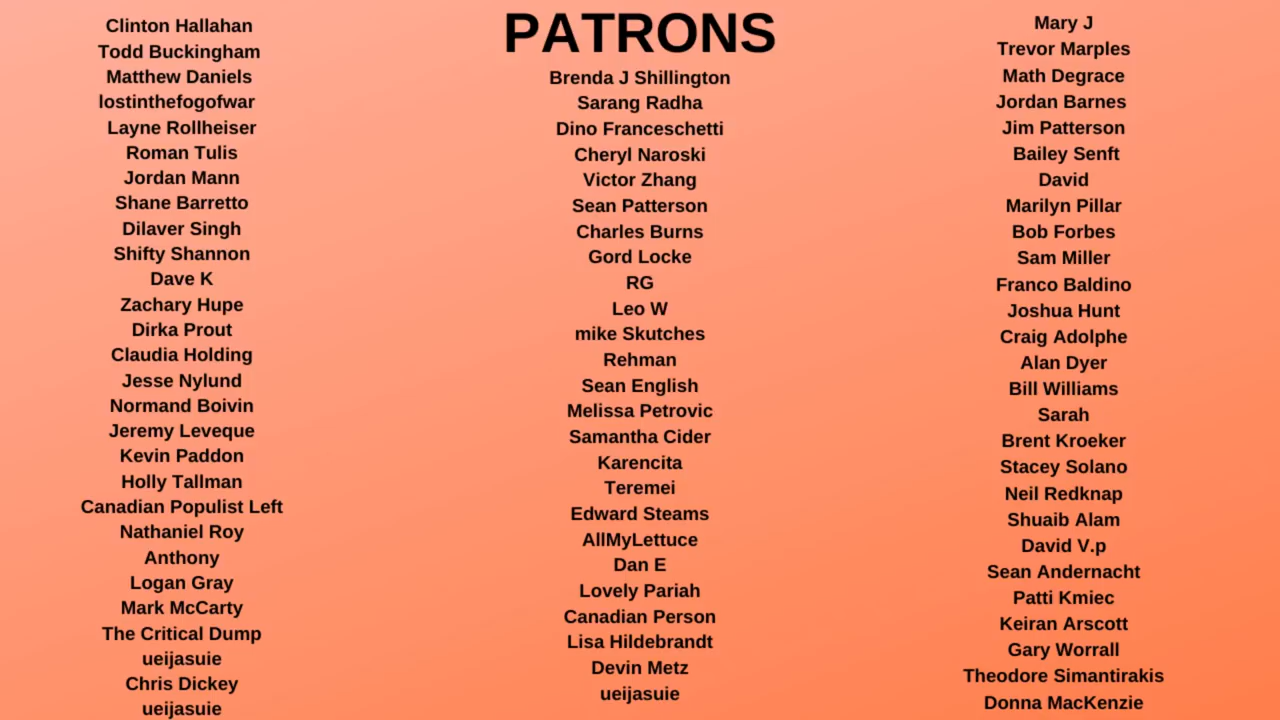 PATRONS
Clinton Hallahan
Todd Buckingham
Matthew Daniels
lostinthefogofwar
Layne Rollheiser
Roman Tulis
Jordan Mann
Shane Barretto
Dilaver Singh
Shifty Shannon
Dave K
Zachary Hupe
Dirka Prout
Claudia Holding
Jesse Nylund
Normand Boivin
Jeremy Leveque
Kevin Paddon
Holly Tallman
Canadian Populist Left
Nathaniel Roy
Anthony
Logan Gray
Mark McCarty
The Critical Dump
ueijasuie
Chris Dickey
ueijasuie
Brenda J Shillington
Sarang Radha
Dino Franceschetti
Cheryl Naroski
Victor Zhang
Sean Patterson
Charles Burns
Gord Locke
RG
Leo W
mike Skutches
Rehman
Sean English
Melissa Petrovic
Samantha Cider
Karencita
Teremei
Edward Steams
AllMyLettuce
Dan E
Lovely Pariah
Canadian Person
Lisa Hildebrandt
Devin Metz
ueijasuie
Mary J
Trevor Marples
Math Degrace
Jordan Barnes
Jim Patterson
Bailey Senft
David
Marilyn Pillar
Bob Forbes
Sam Miller
Franco Baldino
Joshua Hunt
Craig Adolphe
Alan Dyer
Bill Williams
Sarah
Brent Kroeker
Stacey Solano
Neil Redknap
Shuaib Alam
David V.p
Sean Andernacht
Patti Kmiec
Keiran Arscott
Gary Worrall
Theodore Simantirakis
Donna MacKenzie